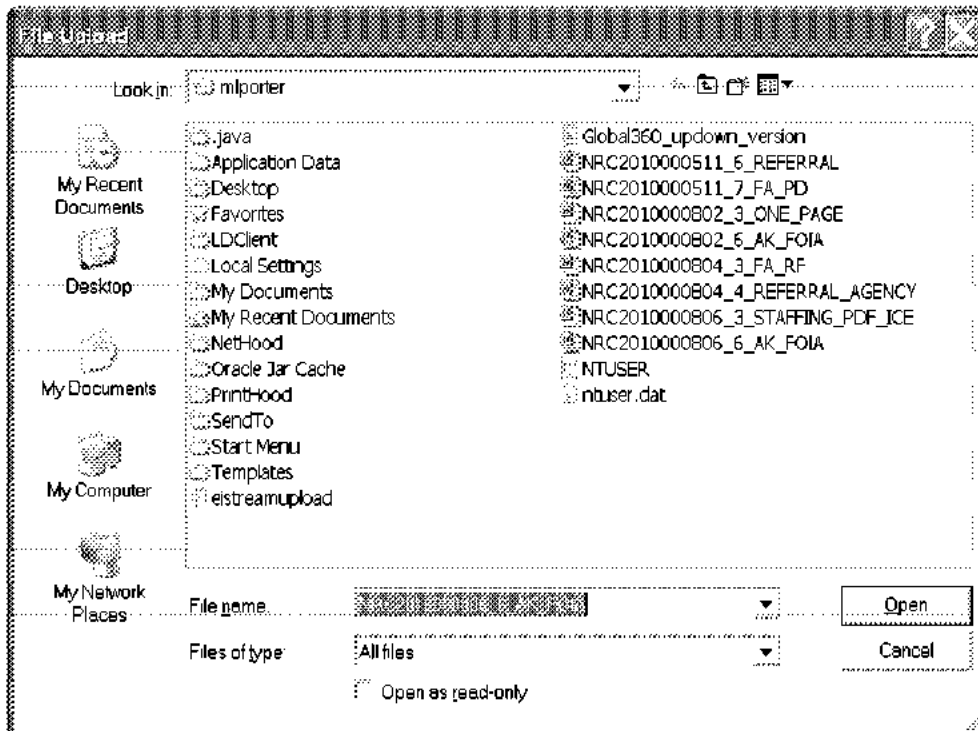 File Upload
Look in: mlporter
My Recent Documents
Desktop
My Documents
My Computer
My Network Places
.java
Application Data
Desktop
Favorites
LDClient
Local Settings
My Documents
My Recent Documents
NetHood
Oracle Jar Cache
PrintHood
SendTo
Start Menu
Templates
eistreamupload
Global360_updown_version
NRC2010000511_6_REFERRAL
NRC2010000511_7_FA_PD
NRC2010000802_3_ONE_PAGE
NRC2010000802_6_AK_FOIA
NRC2010000804_3_FA_RF
NRC2010000804_4_REFERRAL_AGENCY
NRC2010000806_3_STAFFING_PDF_ICE
NRC2010000806_6_AK_FOIA
NTUSER
ntuser.dat
File name:
Open
Files of type: All files
Cancel
Open as read-only